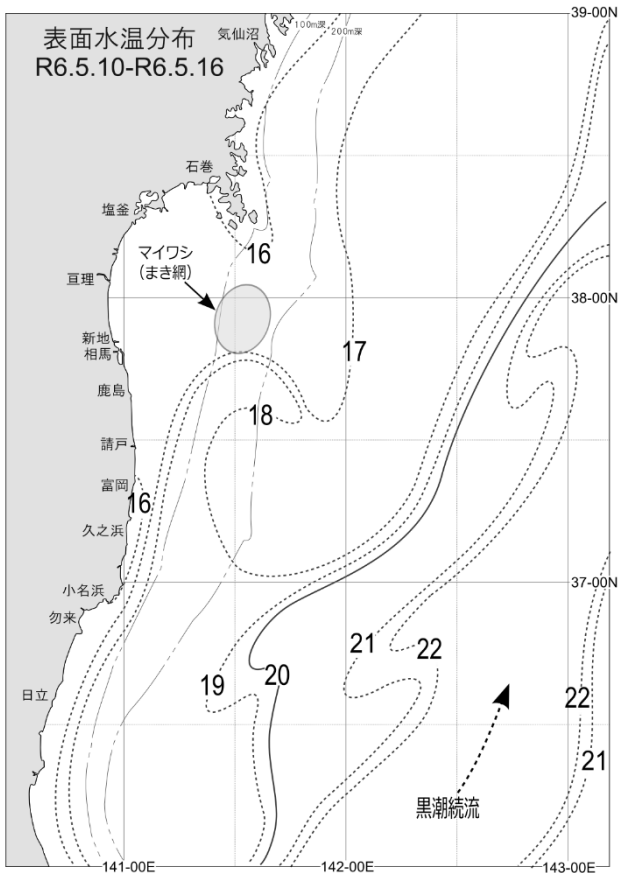 表面水温分布
R6.5.10-R6.5.16
気仙沼
100m深
200m深
39-00N
石巻
塩釜
16
マイワシ
(まき網)
亘理
38-00N
新地
相馬
17
鹿島
18
請戸
富岡
16
久之浜
37-00N
小名浜
勿来
21
22
19
20
日立
22
21
黒潮続流
141-00E
142-00E
143-00E